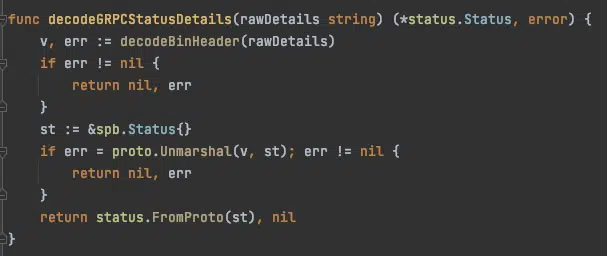 func decodeGRPCStatusDetails(rawDetails string) (*status.Status, error) {
    v, err := decodeBinHeader(rawDetails)
    if err != nil {
        return nil, err
    }
    st := &spb.Status{}
    if err = proto.Unmarshal(v, st); err != nil {
        return nil, err
    }
    return status.FromProto(st), nil
}